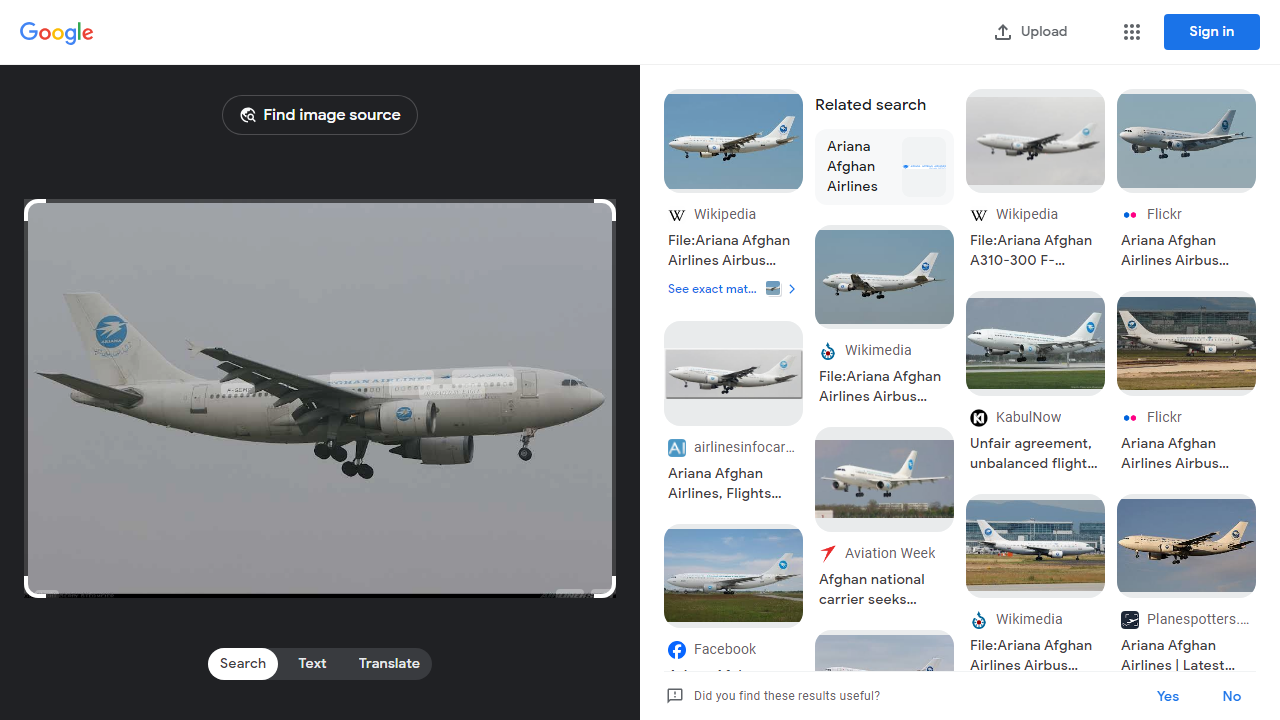 Google
Upload
Sign in
Find image source
ARIANA
AFGHAN AIRLINES
Search
Text
Translate
Wikipedia
File:Ariana Afghan
Airlines Airbus...
See exact mat...
airlinesinfocar...
Ariana Afghan
Airlines, Flights...
Facebook
Related search
Ariana
Afghan
Airlines
Wikimedia
File:Ariana Afghan
Airlines Airbus...
Aviation Week
Afghan national
carrier seeks...
Wikipedia
File:Ariana Afghan
A310-300 F-...
KabulNow
Unfair agreement,
unbalanced flight...
Wikimedia
File:Ariana Afghan
Airlines Airbus...
Flickr
Ariana Afghan
Airlines Airbus...
Flickr
Ariana Afghan
Airlines Airbus...
Planespotters....
Ariana Afghan
Airlines | Latest...
Did you find these results useful?
Yes
No